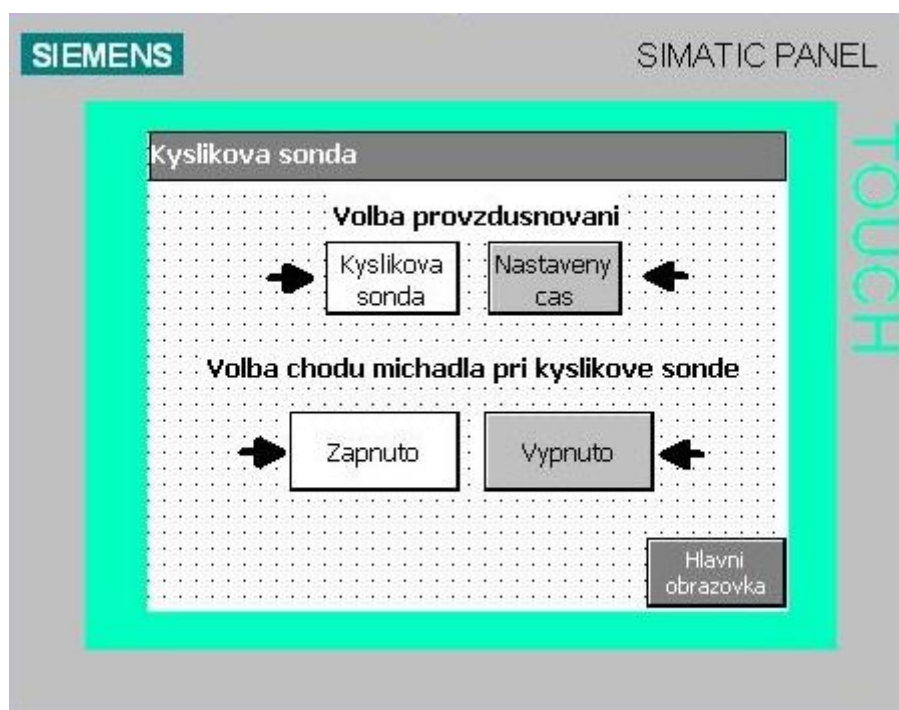 SIEMENS
SIMATIC PANEL
TOUCH
Kyslikova sonda
Volba provzdusnovani
Kyslikova
sonda
Nastaveny
cas
Volba chodu michadla pri kyslikove sonde
Zapnuto
Vypnuto
Hlavni
obrazovka